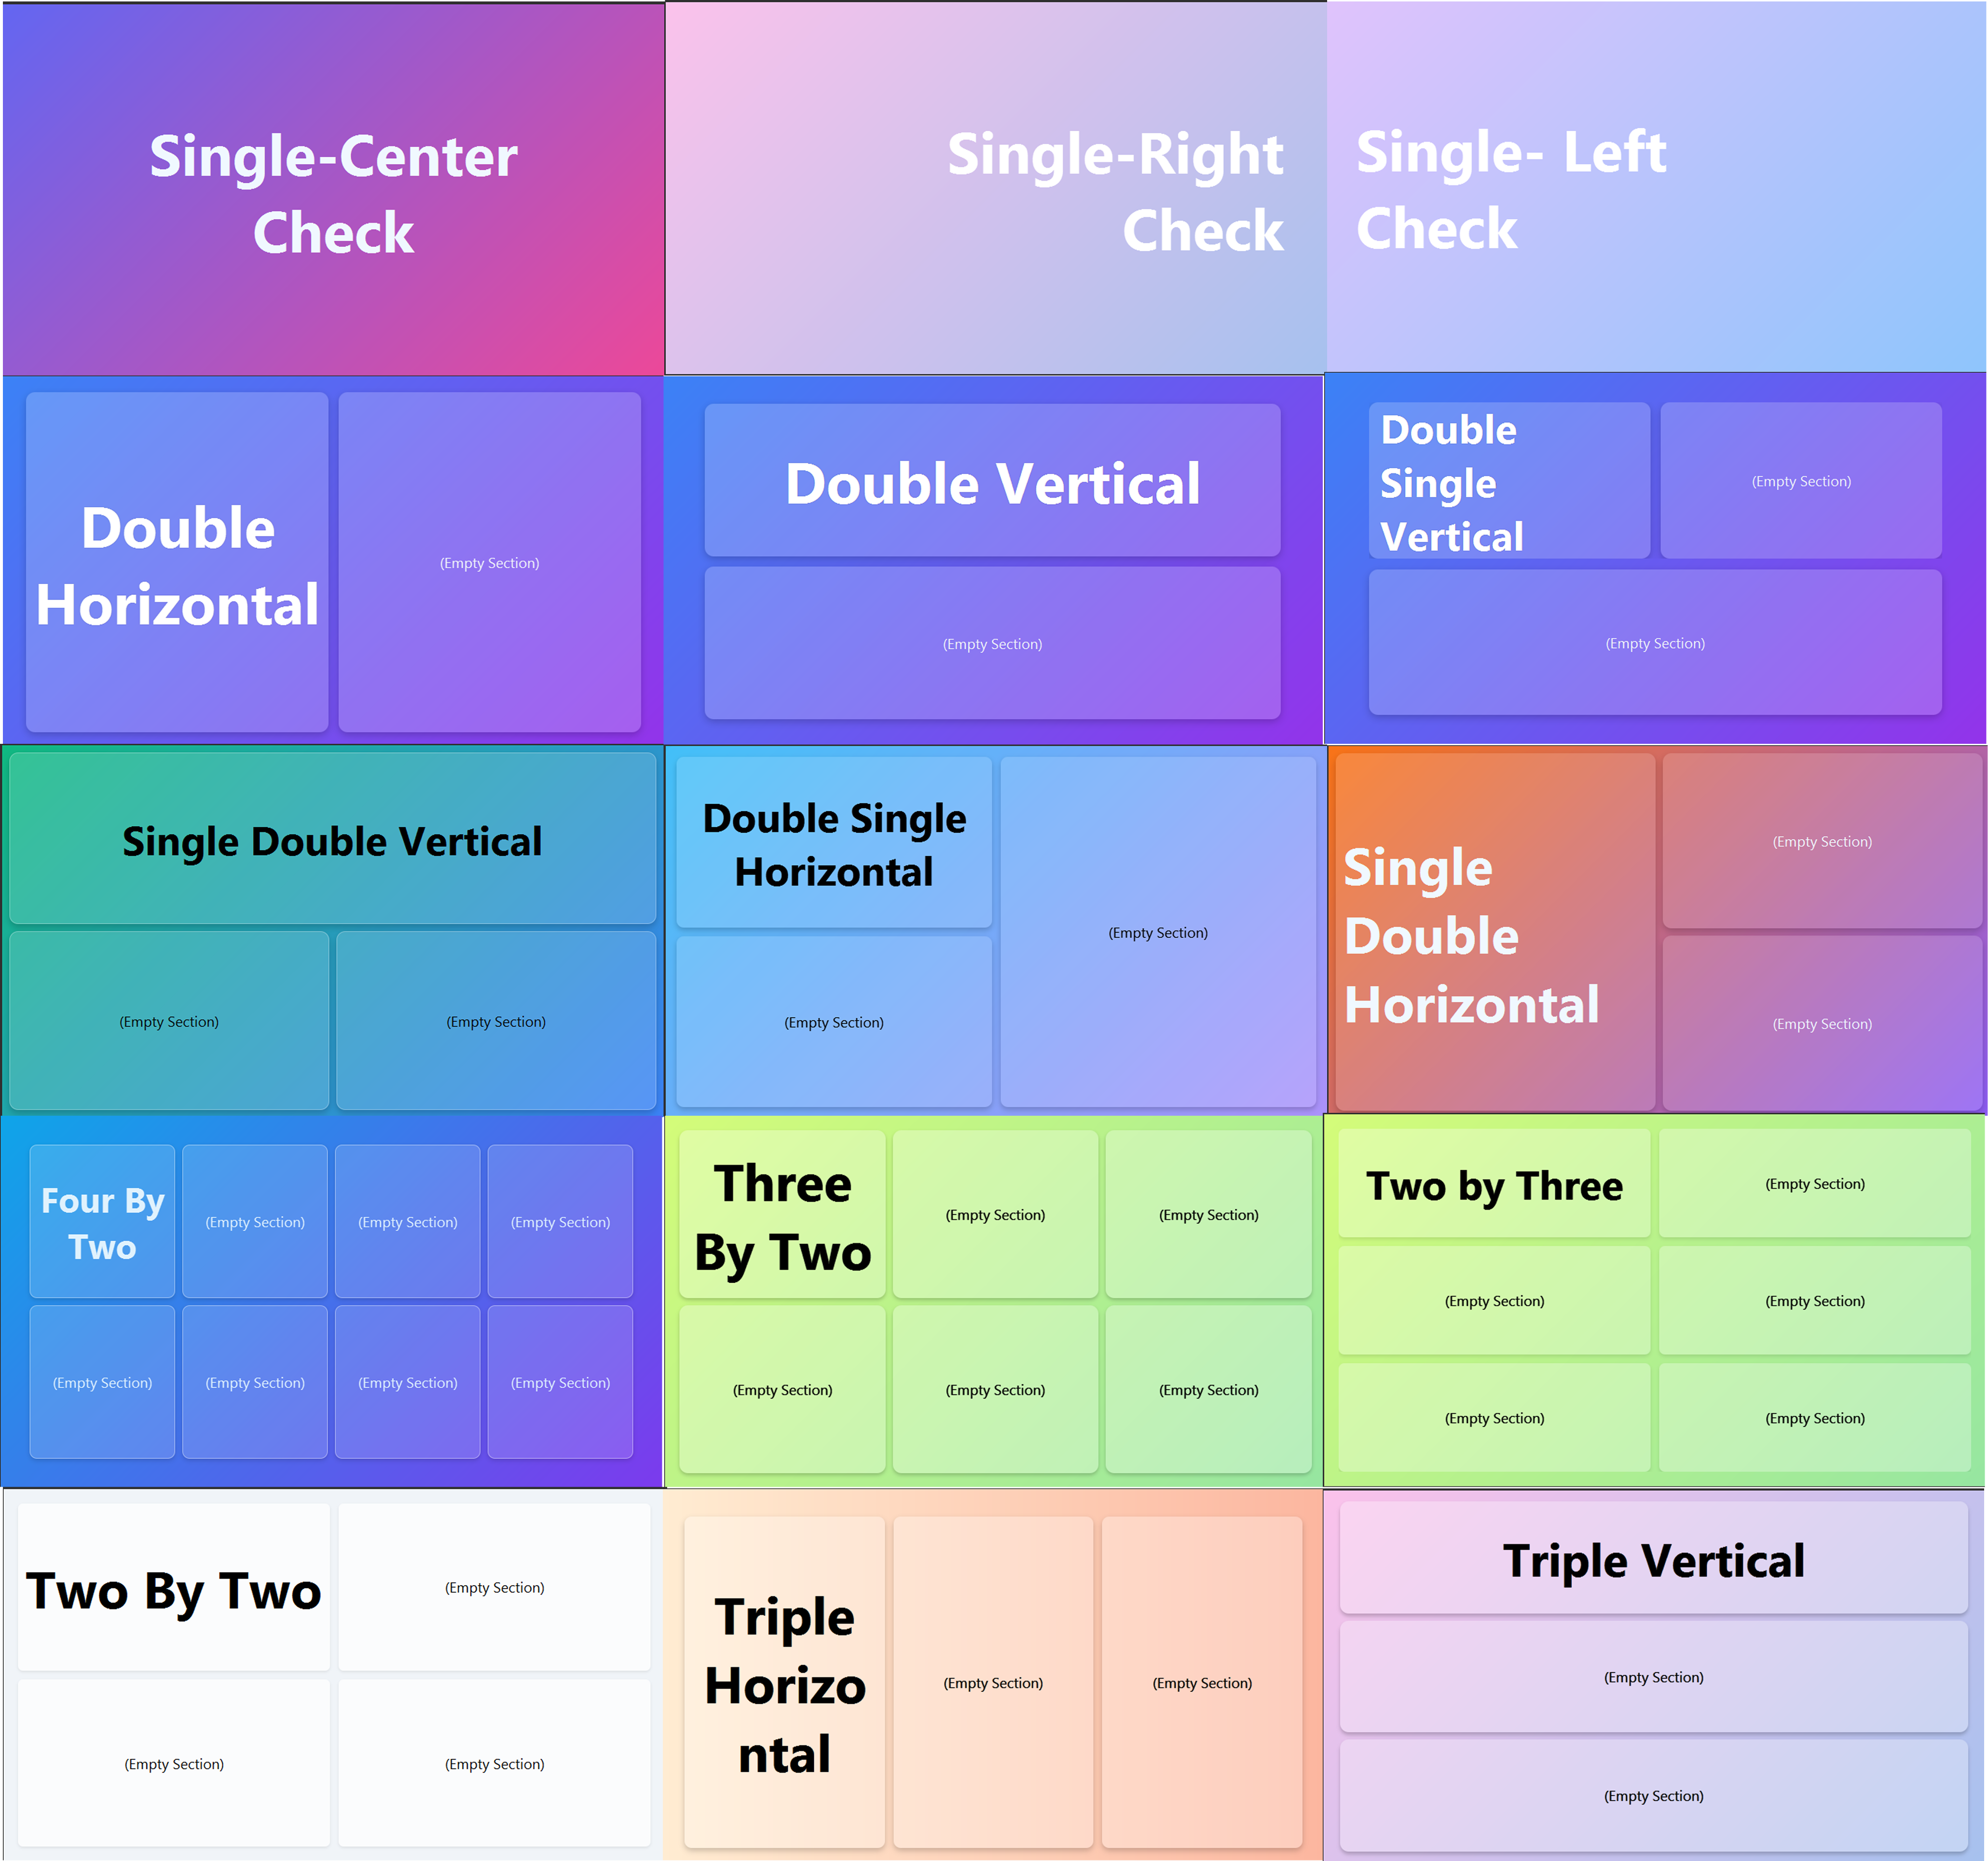 Single-Center
Check
Single-Right
Check
Single- Left
Check
Double
Horizontal
(Empty Section)
Double Vertical
(Empty Section)
Double
Single
Vertical
(Empty Section)
(Empty Section)
Single Double Vertical
(Empty Section)
(Empty Section)
Double Single
Horizontal
(Empty Section)
(Empty Section)
Single
Double
Horizontal
(Empty Section)
(Empty Section)
Four By
Two
(Empty Section)
(Empty Section)
(Empty Section)
(Empty Section)
(Empty Section)
(Empty Section)
(Empty Section)
Three
By Two
(Empty Section)
(Empty Section)
(Empty Section)
(Empty Section)
(Empty Section)
Two by Three
(Empty Section)
(Empty Section)
(Empty Section)
(Empty Section)
(Empty Section)
Two By Two
(Empty Section)
(Empty Section)
(Empty Section)
Triple
Horizo
ntal
(Empty Section)
(Empty Section)
Triple Vertical
(Empty Section)
(Empty Section)